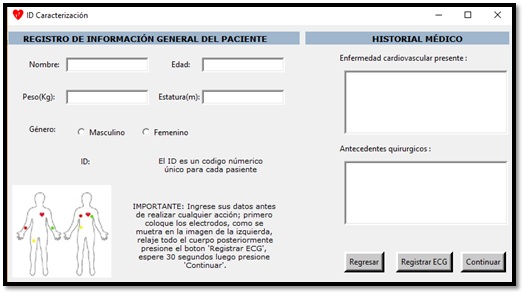 ID Caracterización
REGISTRO DE INFORMACIÓN GENERAL DEL PACIENTE
Nombre:
Edad:
Peso(Kg):
Estatura(m):
Género:
Masculino
Femenino
ID:
El ID es un codigo númerico
único para cada pasiente
IMPORTANTE: Ingrese sus datos antes
de realizar cualquier acción; primero
coloque los electrodos, como se
muetra en la imagen de la izquierda,
relaje todo el cuerpo posteriormente
presione el boton 'Registrar ECG',
espere 30 segundos luego presione
'Continuar'.
HISTORIAL MÉDICO
Enfermedad cardiovascular presente :
Antecedentes quirurgicos :
Regresar
Registrar ECG
Continuar